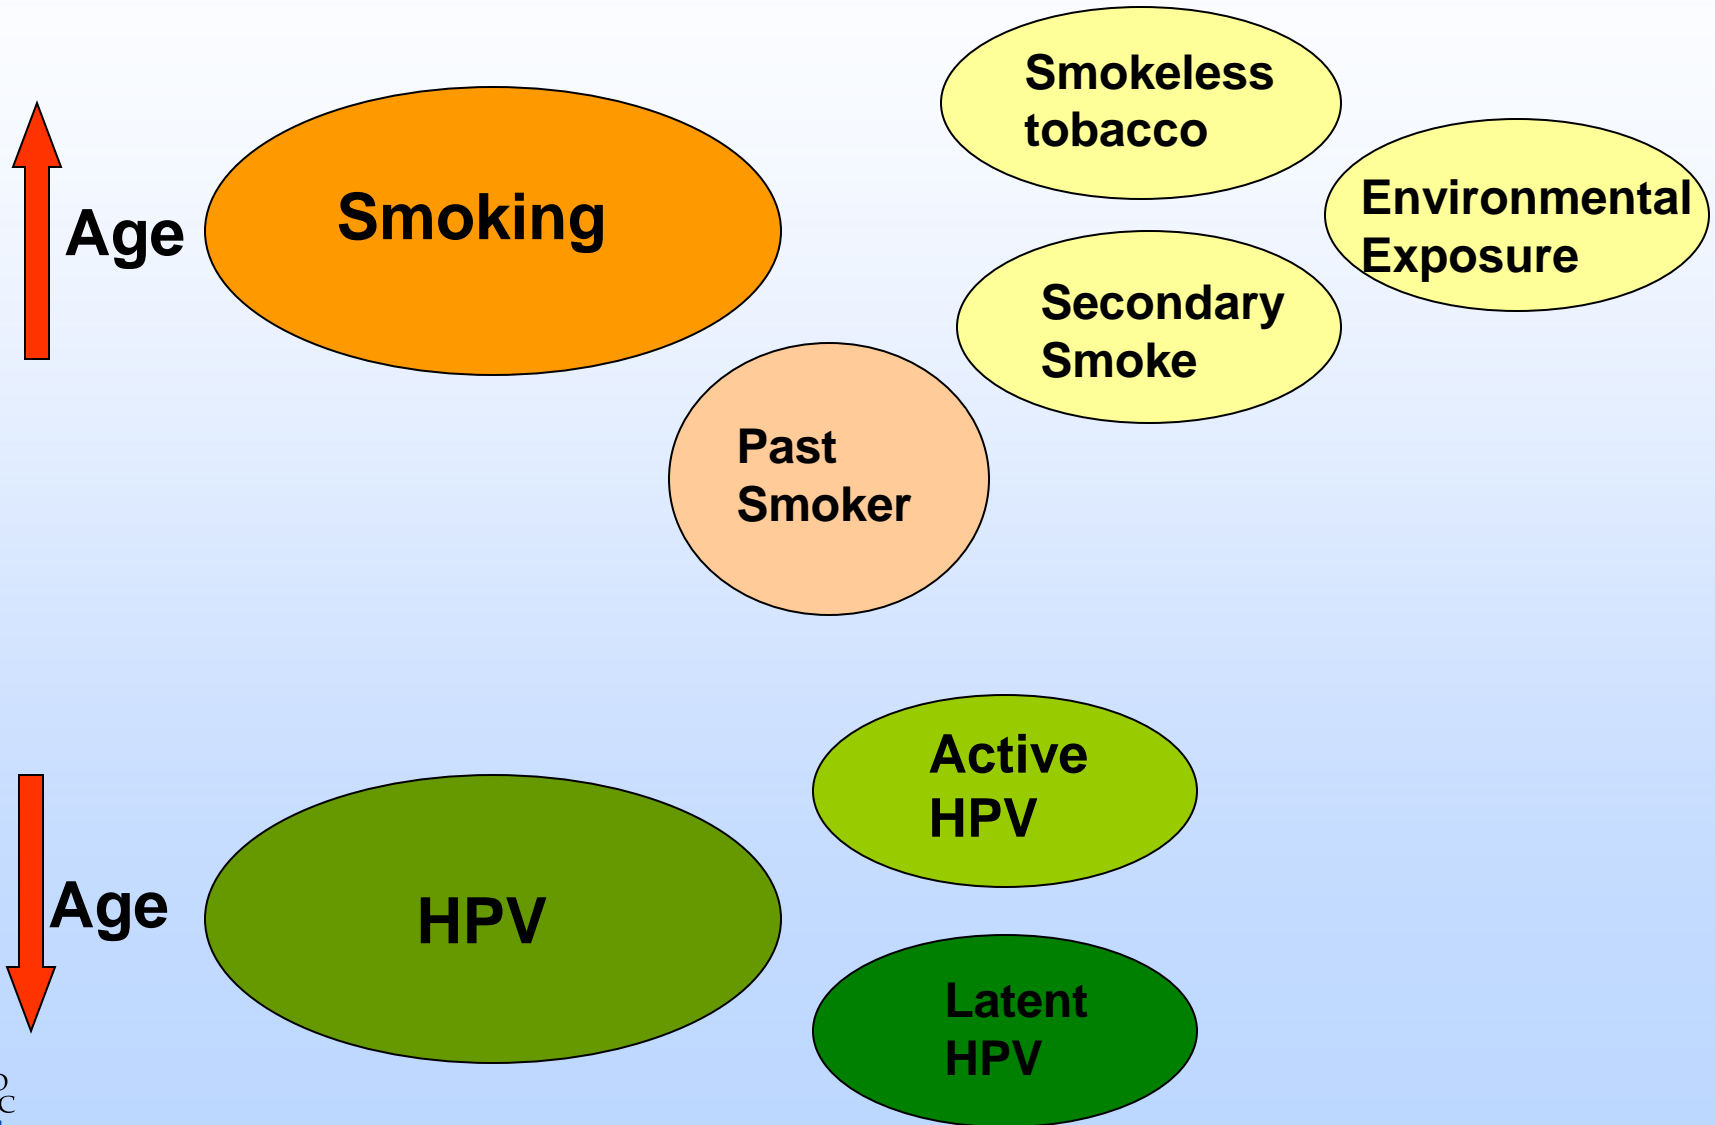 Smokeless
tobacco
Environmental
Exposure
Age
Smoking
Secondary
Smoke
Past
Smoker
Active
HPV
Age
HPV
Latent
HPV